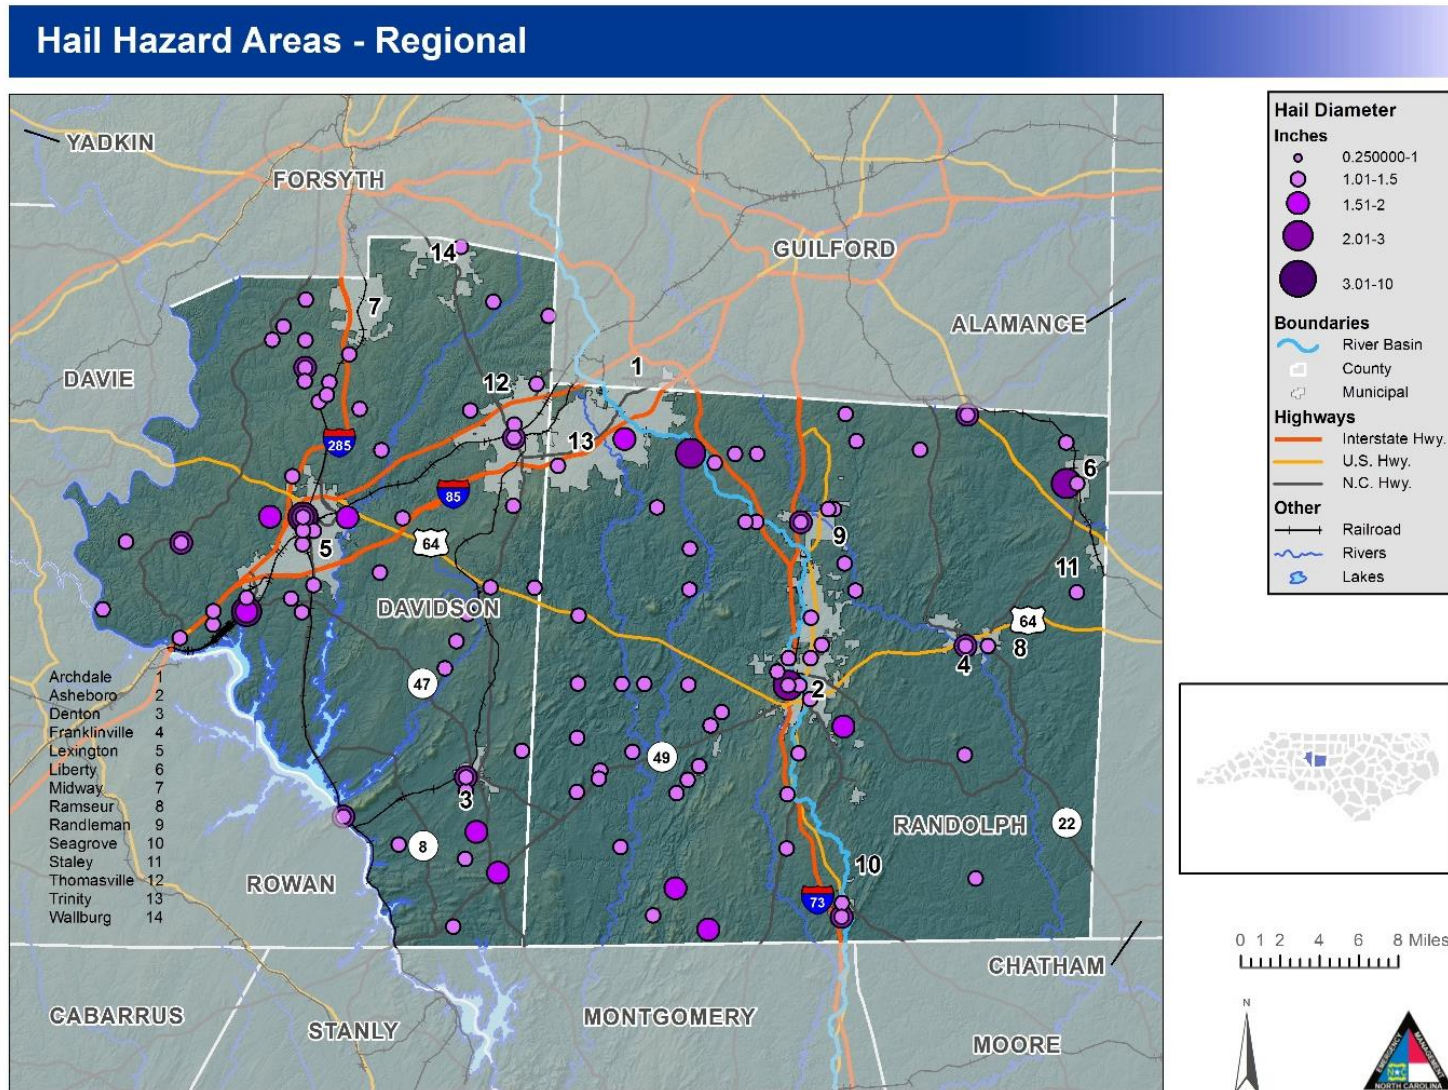 Hail Hazard Areas - Regional
YADKIN
FORSYTH
GUILFORD
ALAMANCE
DAVIE
14
7
1
12
13
285
6
85
5
64
9
11
DAVIDSON
64
4
8
47
2
49
3
8
RANDOLPH
22
10
73
ROWAN
CHATHAM
CABARRUS
STANLY
MONTGOMERY
MOORE
Archdale 1
Asheboro 2
Denton 3
Franklinville 4
Lexington 5
Liberty 6
Midway 7
Ramseur 8
Randleman 9
Seagrove 10
Staley 11
Thomasville 12
Trinity 13
Wallburg 14
Hail Diameter
Inches
0.250000-1
1.01-1.5
1.51-2
2.01-3
3.01-10
Boundaries
River Basin
County
Municipal
Highways
Interstate Hwy.
U.S. Hwy.
N.C. Hwy.
Other
Railroad
Rivers
Lakes
0 1 2 4 6 8 Miles
N
EMERGENCY
MANAGEMENT
NORTH CAROLINA